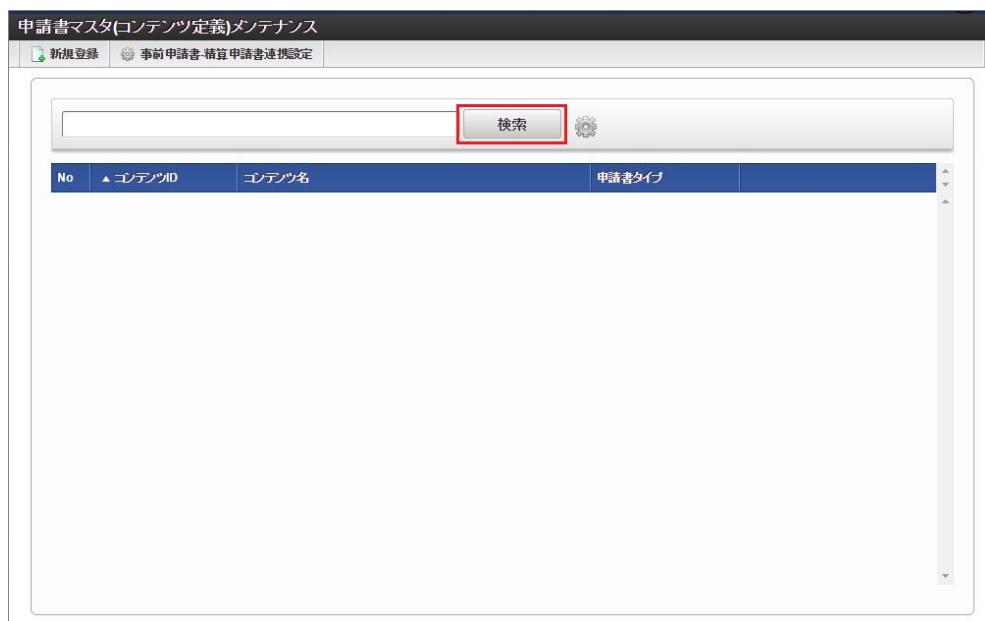 申請書マスタ(コンテンツ定義)メンテナンス
新規登録 事前申請書-精算申請書連携設定
検索
No ▲ コンテンツID コンテンツ名 申請書タイプ